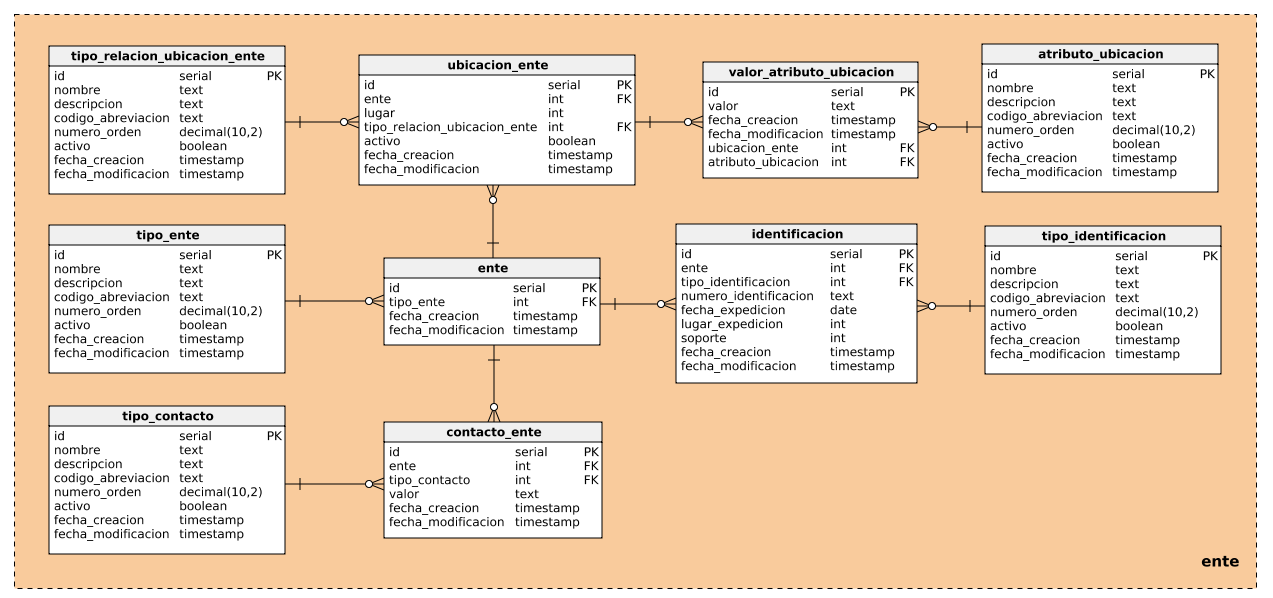 tipo_relacion_ubicacion_ente
id serial PK
nombre text
descripcion text
codigo_abreviacion text
numero_orden decimal(10,2)
activo boolean
fecha_creacion timestamp
fecha_modificacion timestamp
ubicacion_ente
id serial PK
ente int FK
lugar int
tipo_relacion_ubicacion_ente int FK
activo boolean
fecha_creacion timestamp
fecha_modificacion timestamp
valor_atributo_ubicacion
id serial PK
valor text
fecha_creacion timestamp
fecha_modificacion timestamp
ubicacion_ente int FK
atributo_ubicacion int FK
atributo_ubicacion
id serial PK
nombre text
descripcion text
codigo_abreviacion text
numero_orden decimal(10,2)
activo boolean
fecha_creacion timestamp
fecha_modificacion timestamp
tipo_ente
id serial PK
nombre text
descripcion text
codigo_abreviacion text
numero_orden decimal(10,2)
activo boolean
fecha_creacion timestamp
fecha_modificacion timestamp
ente
id serial PK
tipo_ente int FK
fecha_creacion timestamp
fecha_modificacion timestamp
identificacion
id serial PK
ente int FK
tipo_identificacion int FK
numero_identificacion text
fecha_expedicion date
lugar_expedicion int
soporte int
fecha_creacion timestamp
fecha_modificacion timestamp
tipo_identificacion
id serial PK
nombre text
descripcion text
codigo_abreviacion text
numero_orden decimal(10,2)
activo boolean
fecha_creacion timestamp
fecha_modificacion timestamp
tipo_contacto
id serial PK
nombre text
descripcion text
codigo_abreviacion text
numero_orden decimal(10,2)
activo boolean
fecha_creacion timestamp
fecha_modificacion timestamp
contacto_ente
id serial PK
ente int FK
tipo_contacto int FK
valor text
fecha_creacion timestamp
fecha_modificacion timestamp
ente